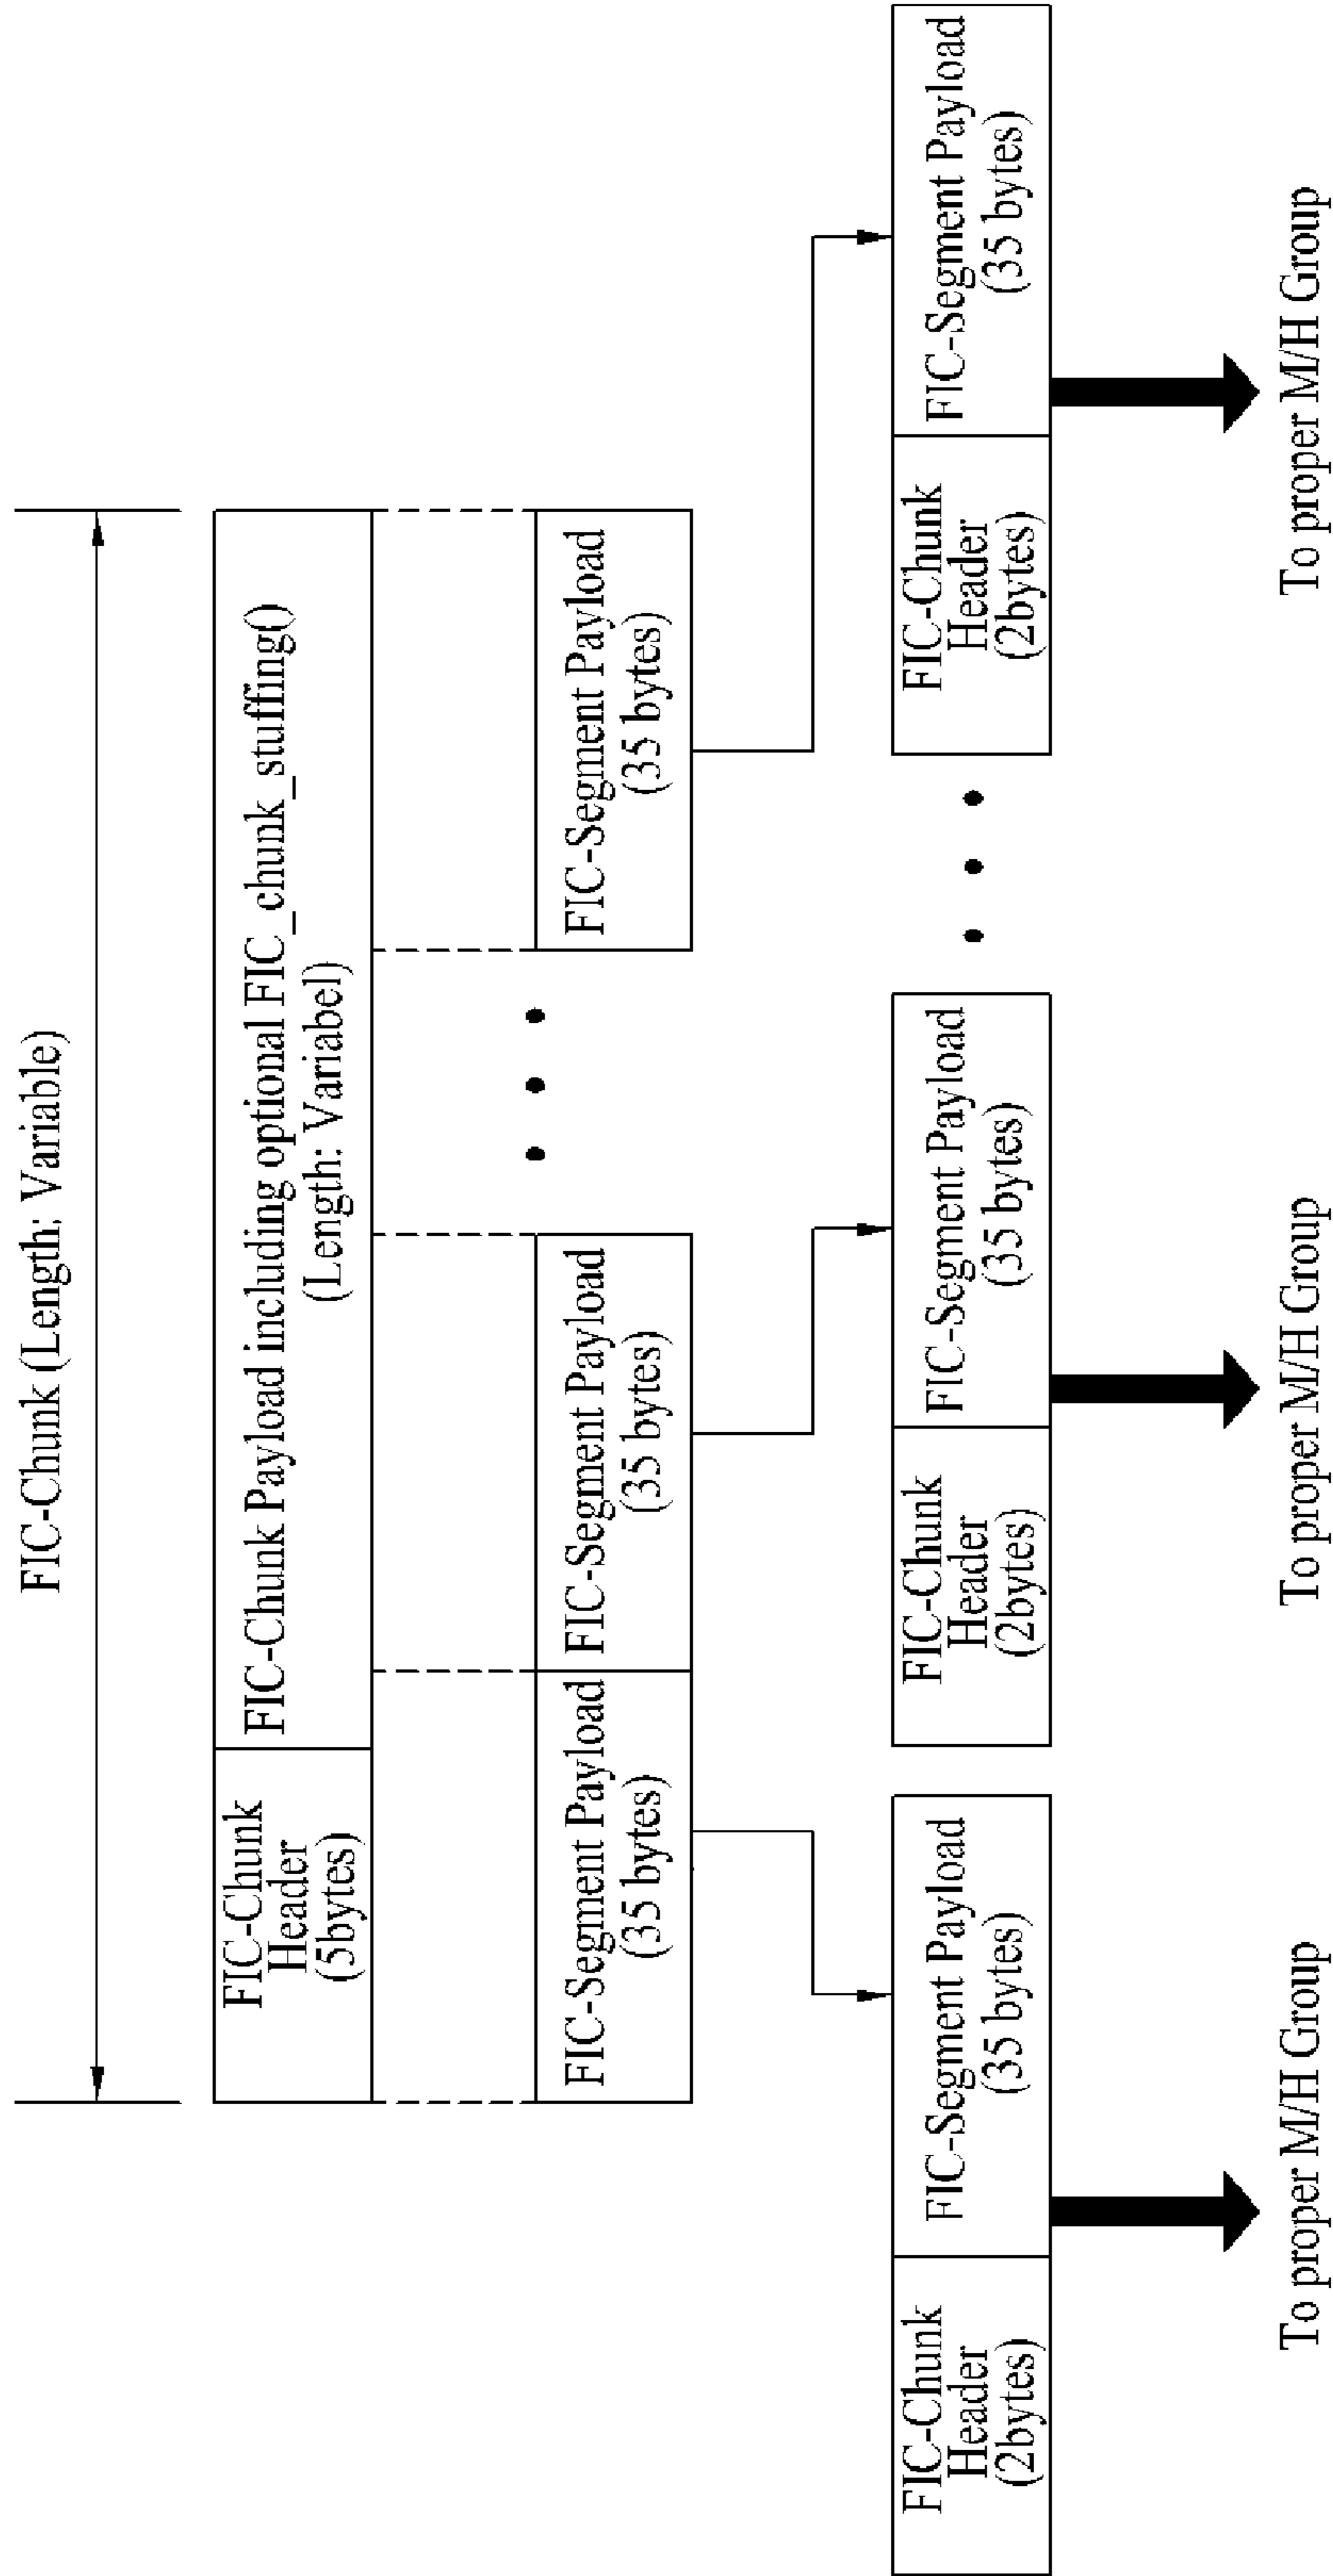 FIC-Chunk (Length: Variable)
FIC-Chunk
Header
(5bytes)
FIC-Chunk Payload including optional FIC_chunk_stuffing()
(Length: Variabel)
FIC-Segment Payload
(35 bytes)
FIC-Segment Payload
(35 bytes)
FIC-Segment Payload
(35 bytes)
FIC-Chunk
Header
(2bytes)
FIC-Segment Payload
(35 bytes)
FIC-Chunk
Header
(2bytes)
FIC-Segment Payload
(35 bytes)
FIC-Chunk
Header
(2bytes)
FIC-Segment Payload
(35 bytes)
To proper M/H Group
To proper M/H Group
To proper M/H Group